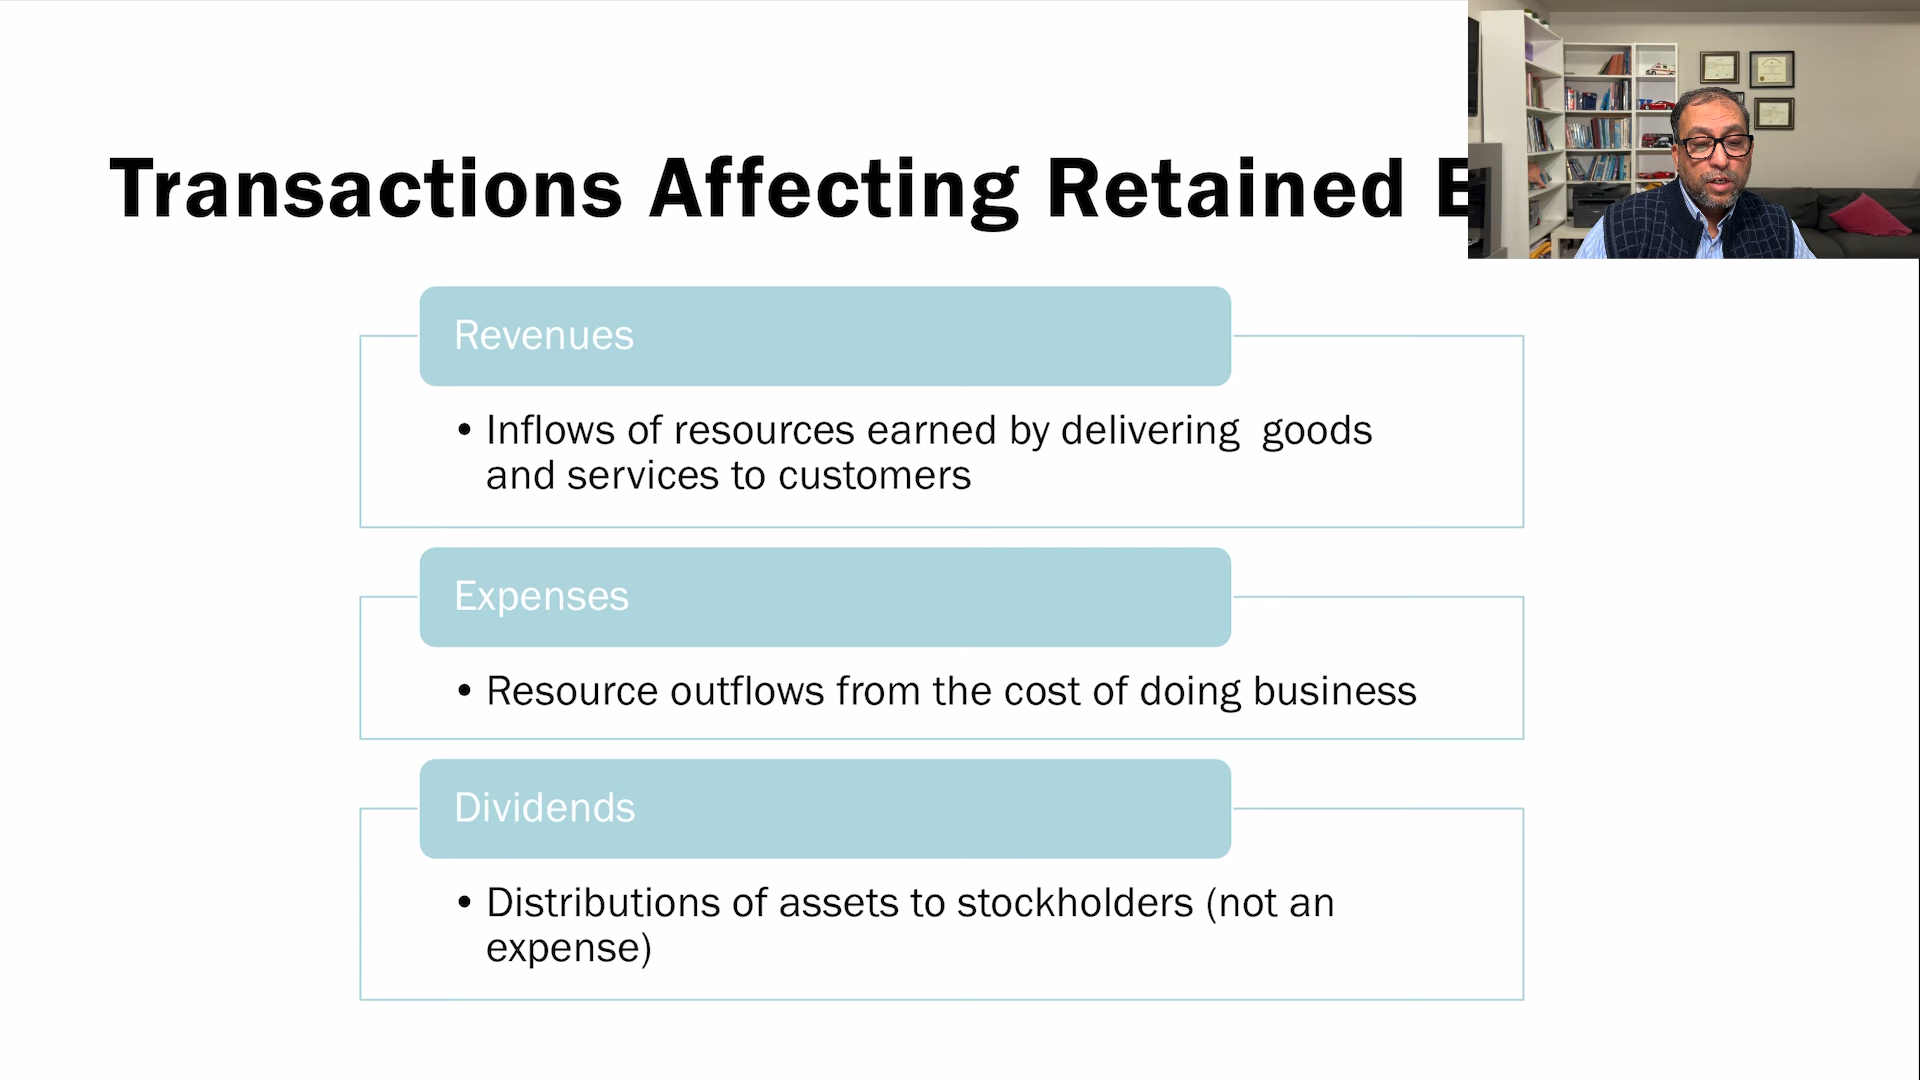 Transactions Affecting Retained E
Revenues
• Inflows of resources earned by delivering  goods
and services to customers
Expenses
• Resource outflows from the cost of doing business
Dividends
• Distributions of assets to stockholders (not an
expense)